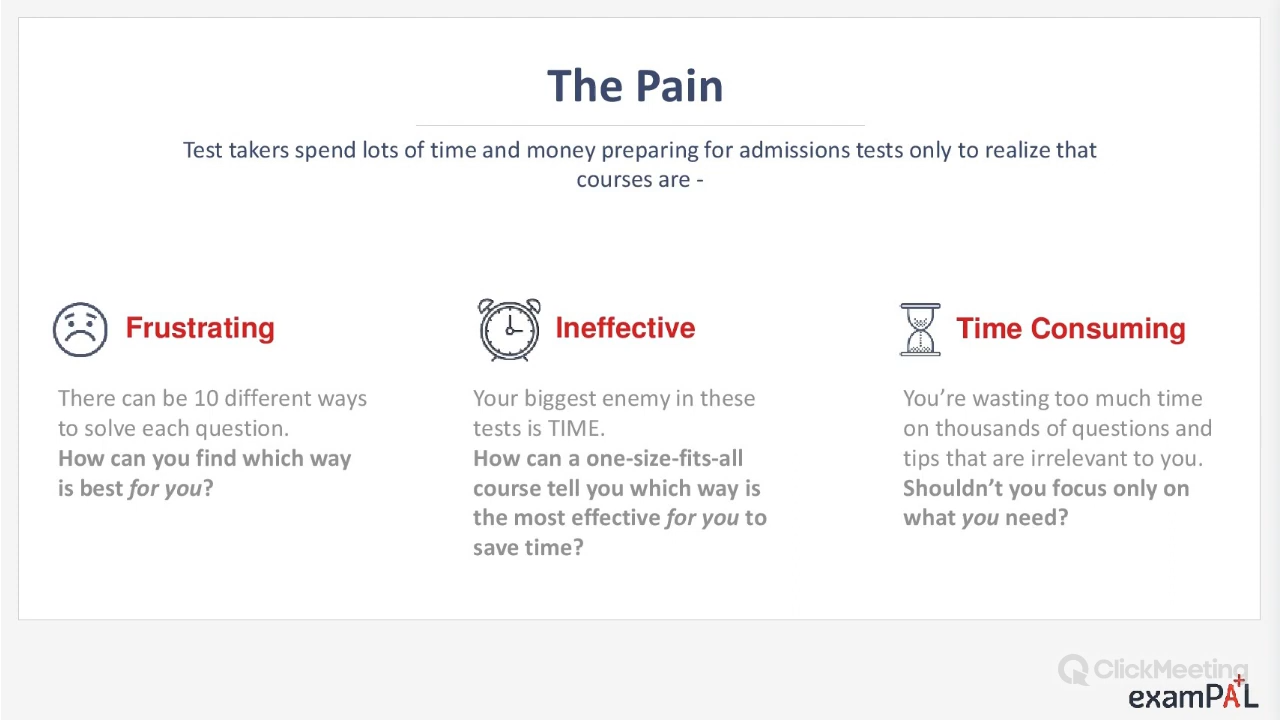 The Pain
Test takers spend lots of time and money preparing for admissions tests only to realize that
courses are -
Frustrating
There can be 10 different ways
to solve each question.
How can you find which way
is best for you?
Ineffective
Your biggest enemy in these
tests is TIME.
How can a one-size-fits-all
course tell you which way is
the most effective for you to
save time?
Time Consuming
You’re wasting too much time
on thousands of questions and
tips that are irrelevant to you.
Shouldn’t you focus only on
what you need?
ClickMeeting
examPAL